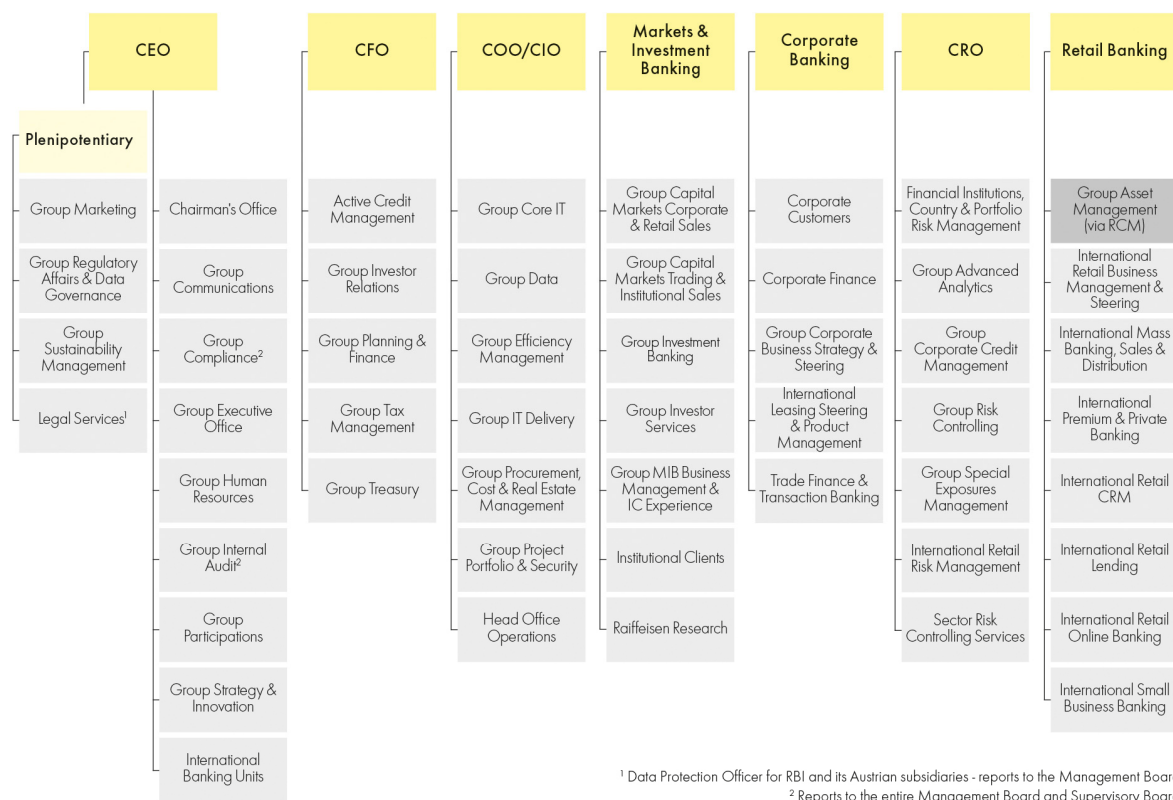 CEO
Plenipotentiary
Group Marketing
Group Regulatory
Affairs & Data
Governance
Group
Sustainability
Management
Legal Services¹
Chairman's Office
Group
Communications
Group
Compliance²
Group Executive
Office
Group Human
Resources
Group Internal
Audit²
Group
Participations
Group Strategy &
Innovation
International
Banking Units
CFO
Active Credit
Management
Group Investor
Relations
Group Planning &
Finance
Group Tax
Management
Group Treasury
COO/CIO
Group Core IT
Group Data
Group Efficiency
Management
Group IT Delivery
Group Procurement,
Cost & Real Estate
Management
Group Project
Portfolio & Security
Head Office
Operations
Markets &
Investment
Banking
Group Capital
Markets Corporate
& Retail Sales
Group Capital
Markets Trading &
Institutional Sales
Group Investment
Banking
Group Investor
Services
Group MIB Business
Management &
IC Experience
Institutional Clients
Raiffeisen Research
Corporate
Banking
Corporate
Customers
Corporate Finance
Group Corporate
Business Strategy &
Steering
International
Leasing Steering
& Product
Management
Trade Finance &
Transaction Banking
CRO
Financial Institutions,
Country & Portfolio
Risk Management
Group Advanced
Analytics
Group
Corporate Credit
Management
Group Risk
Controlling
Group Special
Exposures
Management
International Retail
Risk Management
Sector Risk
Controlling Services
Retail Banking
Group Asset
Management
(via RCM)
International
Retail Business
Management &
Steering
International Mass
Banking, Sales &
Distribution
International
Premium & Private
Banking
International Retail
CRM
International Retail
Lending
International Retail
Online Banking
International Small
Business Banking
¹ Data Protection Officer for RBI and its Austrian subsidiaries - reports to the Management Boar
² Reports to the entire Management Board and Supervisory Boar